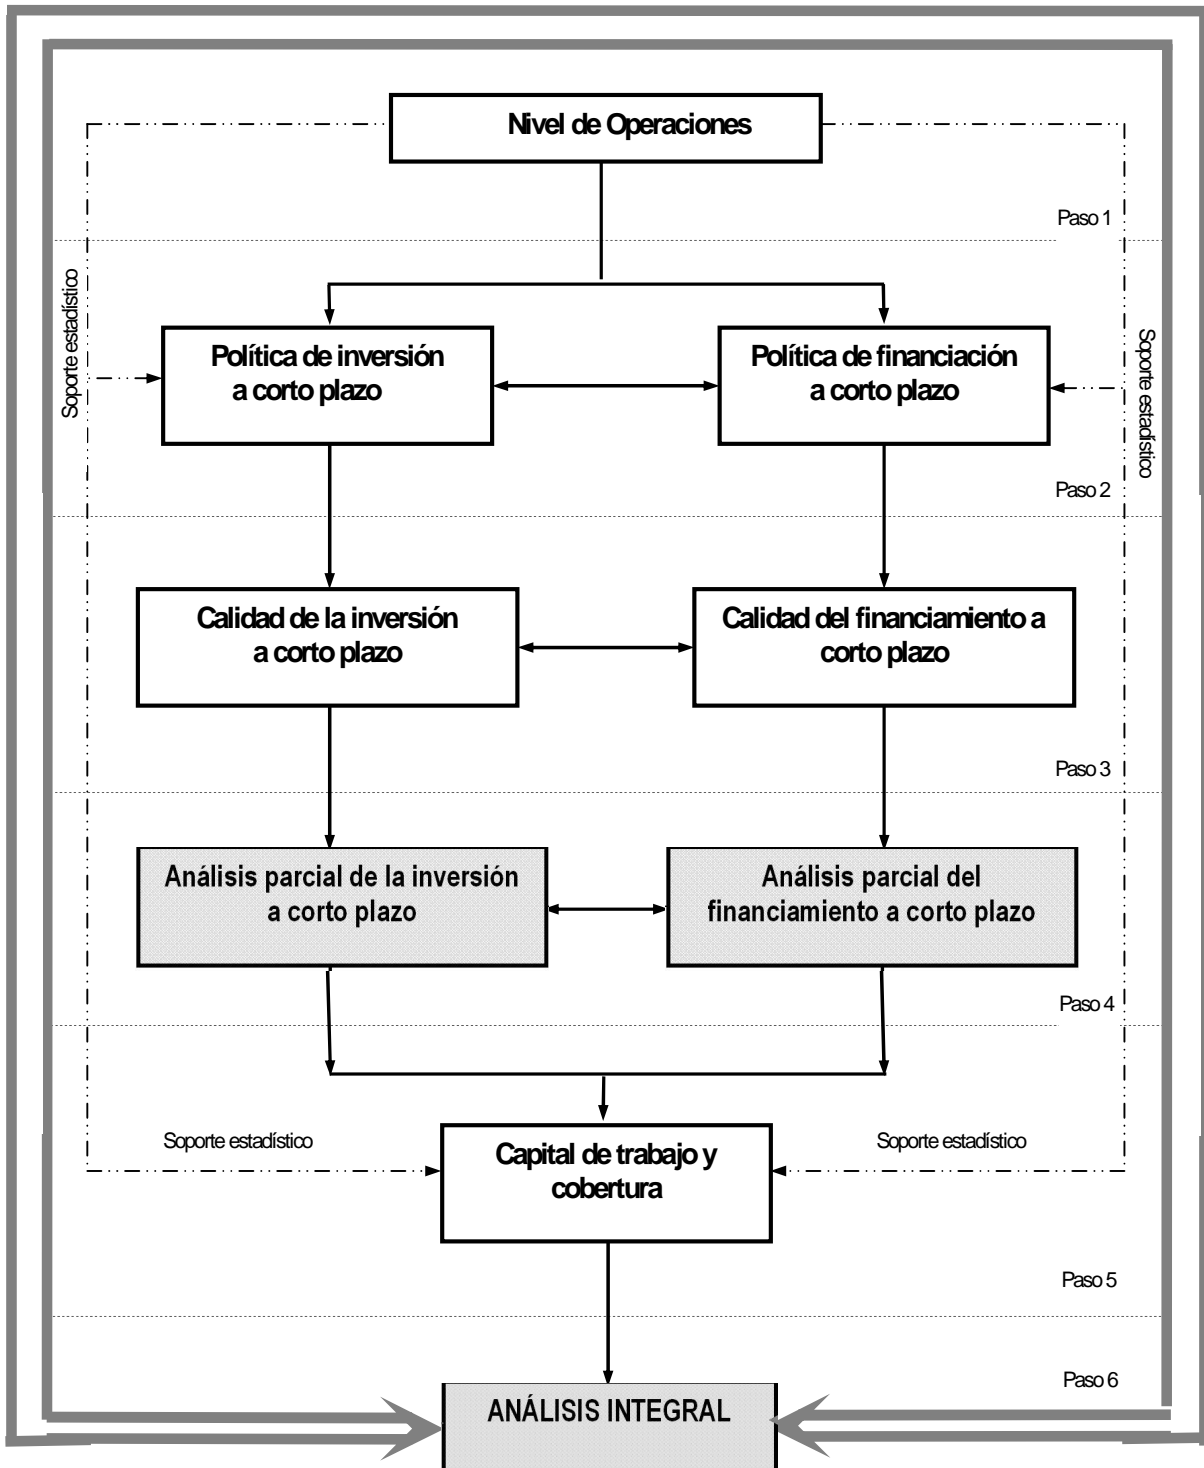 Nivel de Operaciones
Paso 1
Soporte estadístico
Política de inversión
a corto plazo
Política de financiación
a corto plazo
Soporte estadístico
Paso 2
Calidad de la inversión
a corto plazo
Calidad del financiamiento a
corto plazo
Paso 3
Análisis parcial de la inversión
a corto plazo
Análisis parcial del
financiamiento a corto plazo
Paso 4
Soporte estadístico
Capital de trabajo y
cobertura
Soporte estadístico
Paso 5
Paso 6
ANÁLISIS INTEGRAL